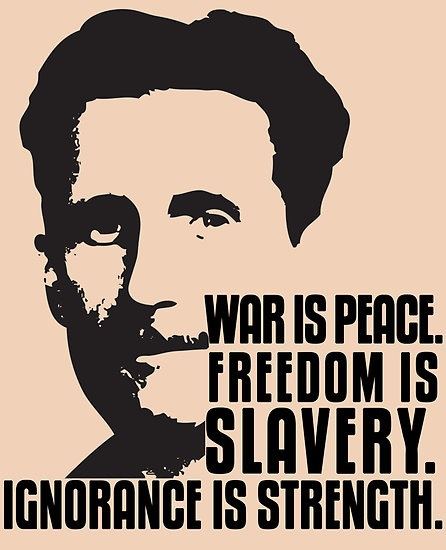 WAR IS PEACE.
FREEDOM IS
SLAVERY.
IGNORANCE IS STRENGTH.